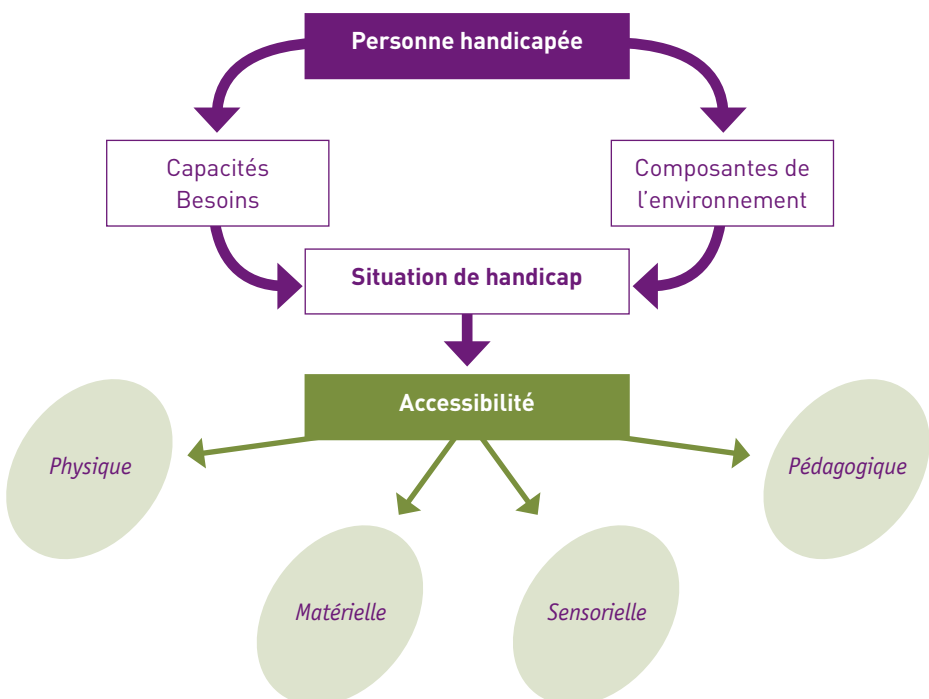 Personne handicapée
Capacités
Besoins
Composantes de
l'environnement
Situation de handicap
Accessibilité
Physique
Pédagogique
Matérielle
Sensorielle